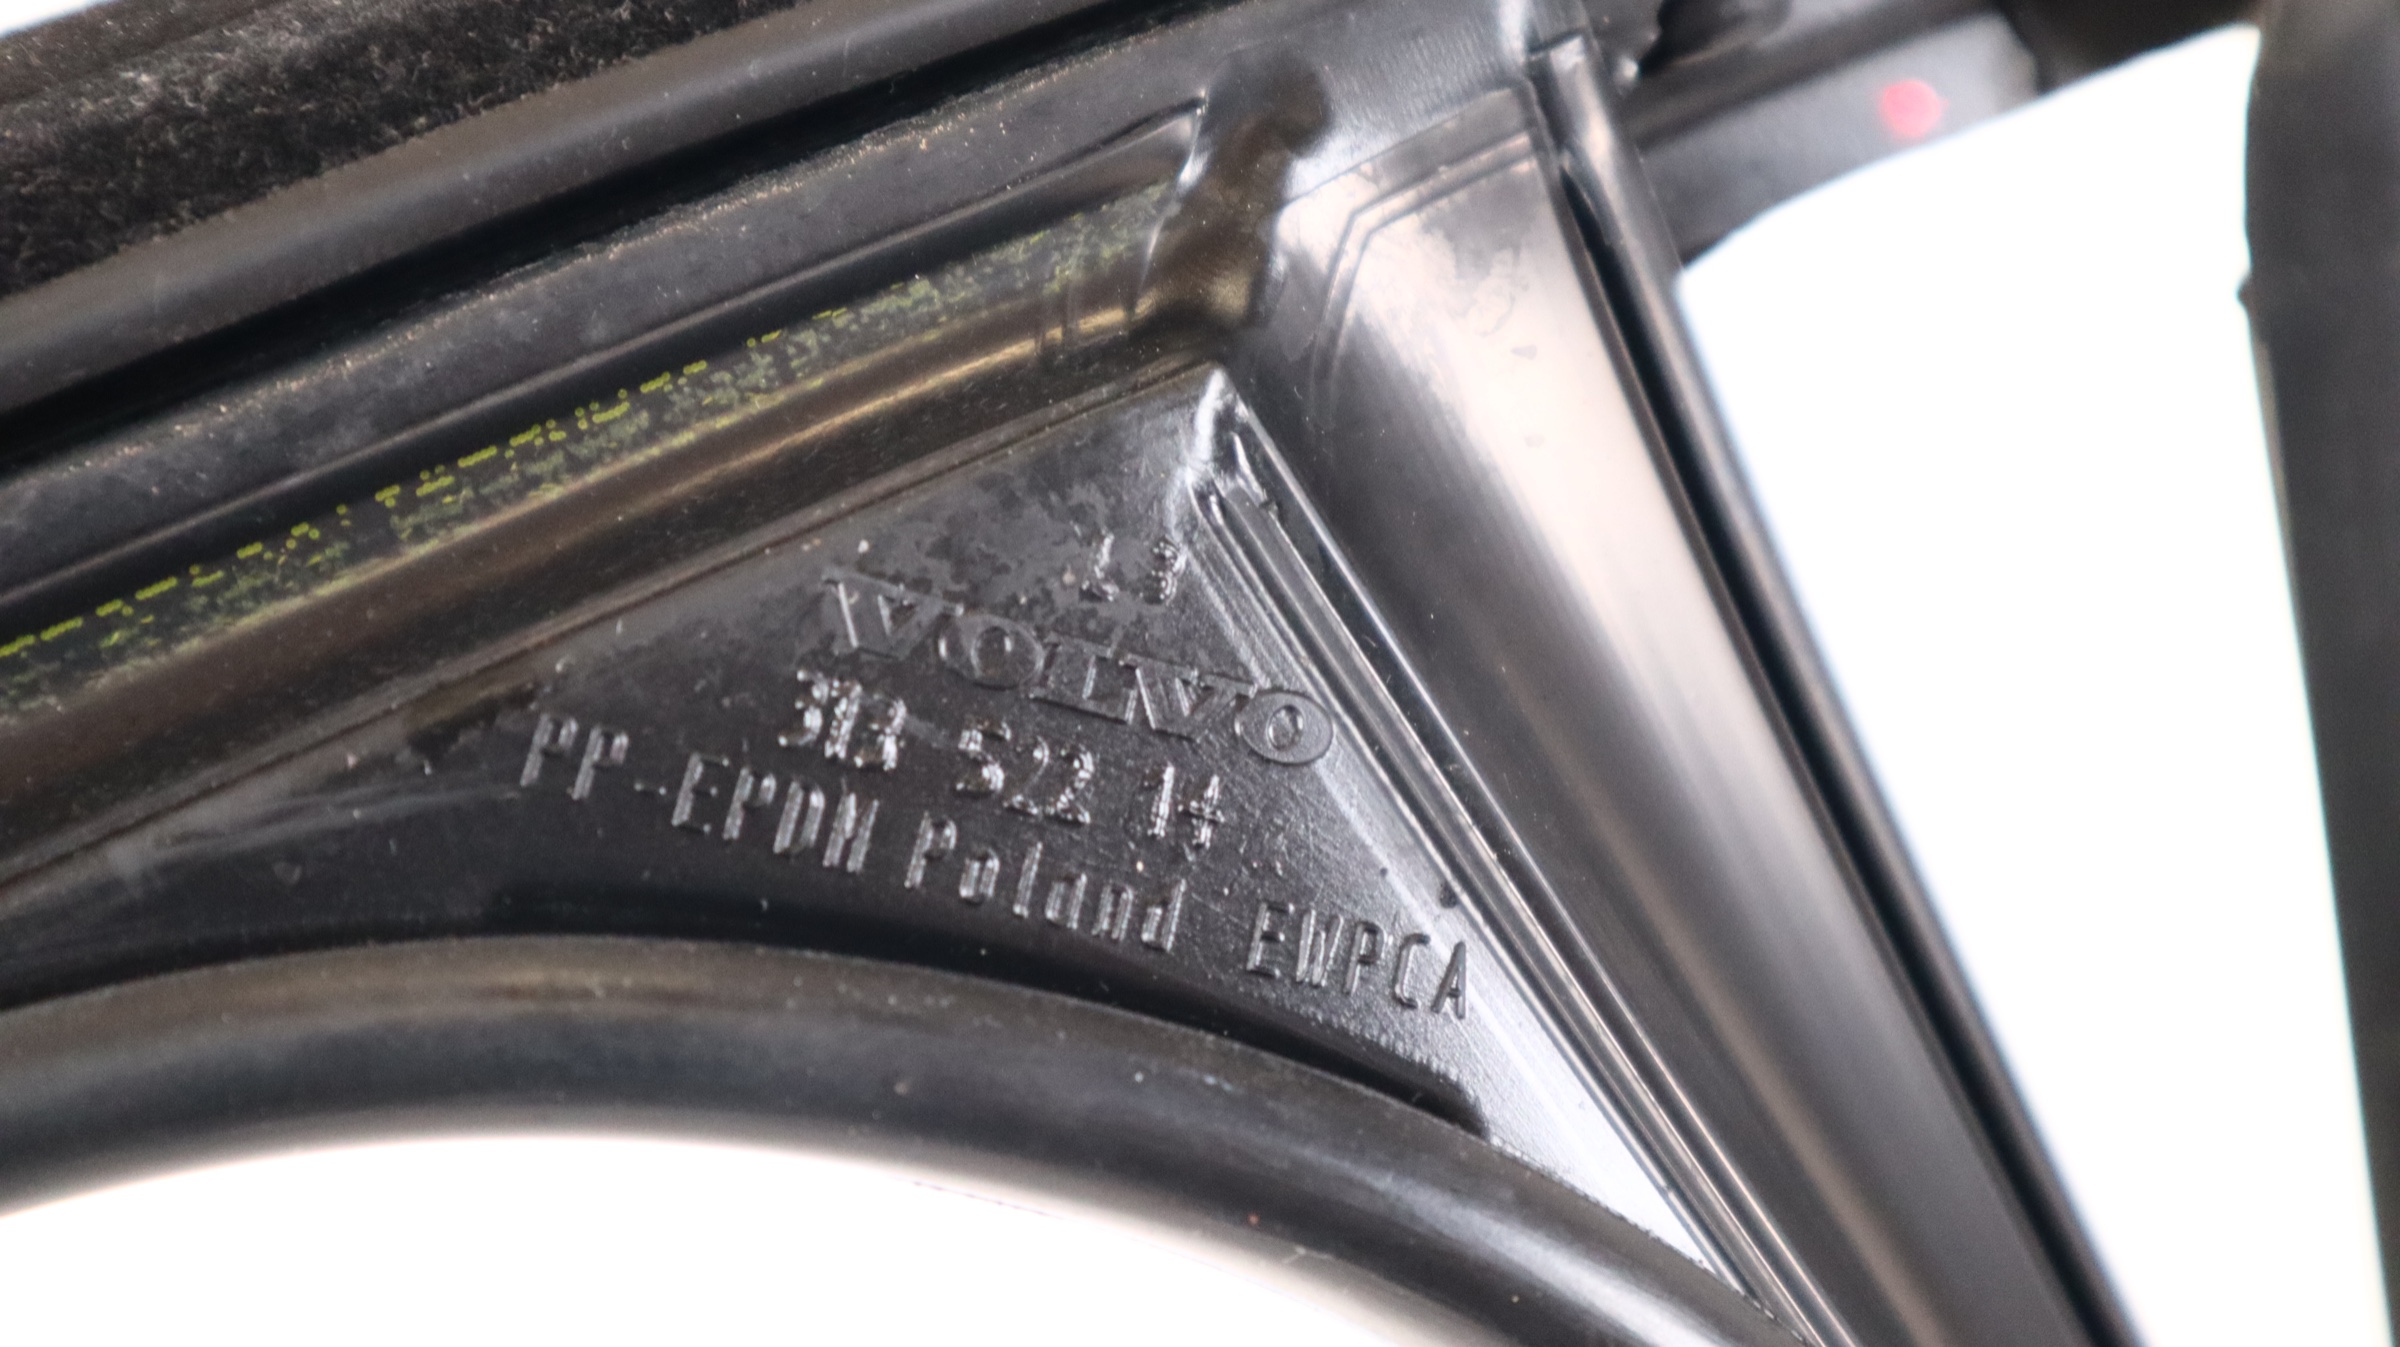 VOLVO
313 522 14
PP-EPDM Poland EWPCA